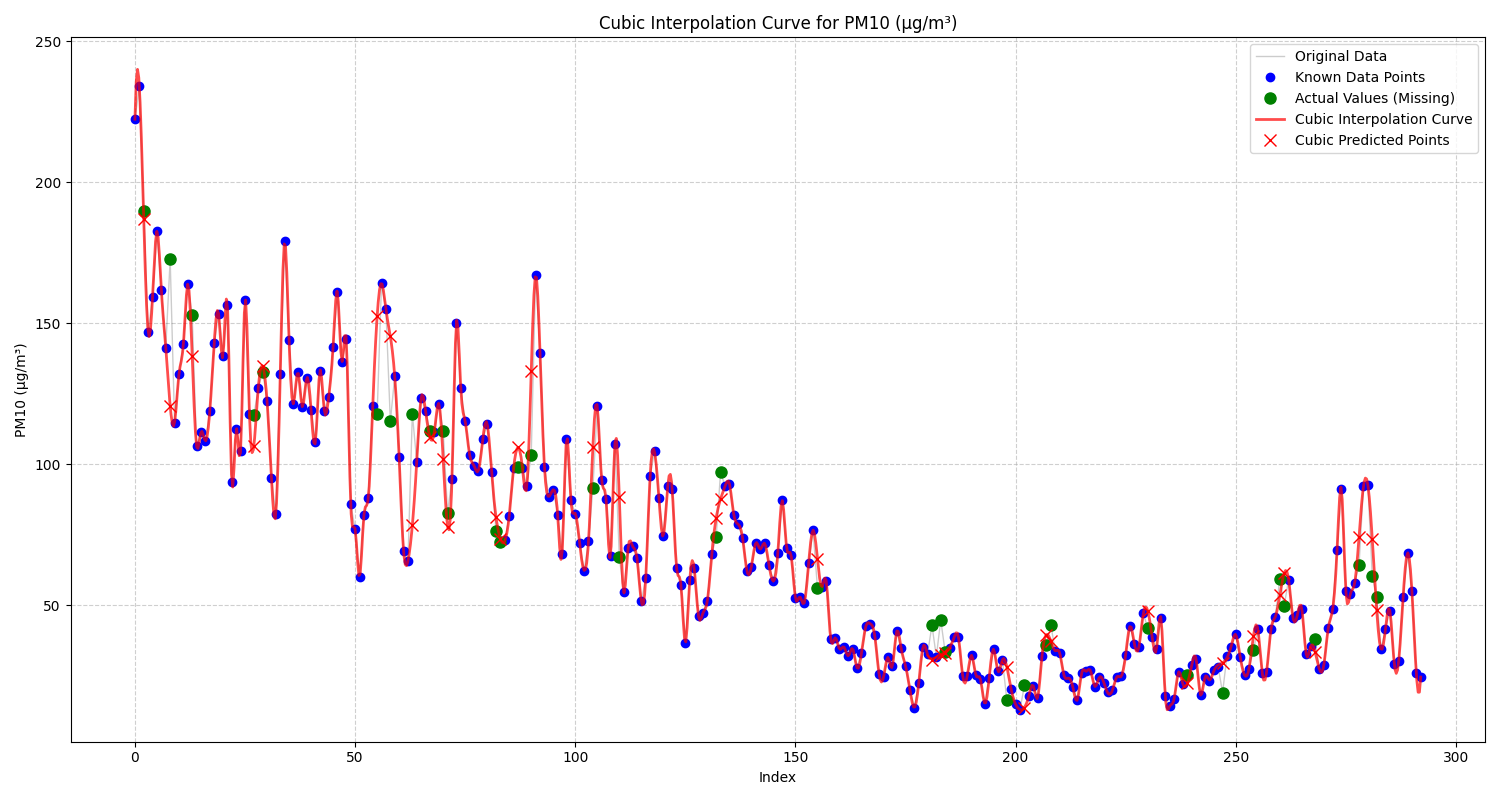 Cubic Interpolation Curve for PM10 (µg/m³)
Original Data
Known Data Points
Actual Values (Missing)
Cubic Interpolation Curve
Cubic Predicted Points
PM10 (µg/m³)
250
200
150
100
50
0
50
100
150
200
250
300
Index